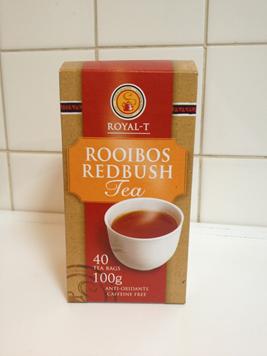 ROYAL-T
ROOIBOS
REDBUSH
Tea
40
TEA BAGS
100g
ANTI-OXIDANTS
CAFFEINE FREE